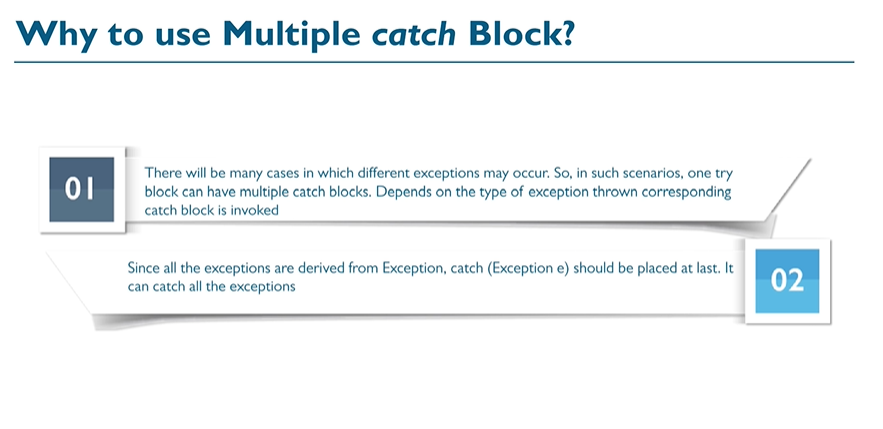 Why to use Multiple catch Block?
01
There will be many cases in which different exceptions may occur. So, in such scenarios, one try
block can have multiple catch blocks. Depends on the type of exception thrown corresponding
catch block is invoked
Since all the exceptions are derived from Exception, catch (Exception e) should be placed at last. It
can catch all the exceptions
02